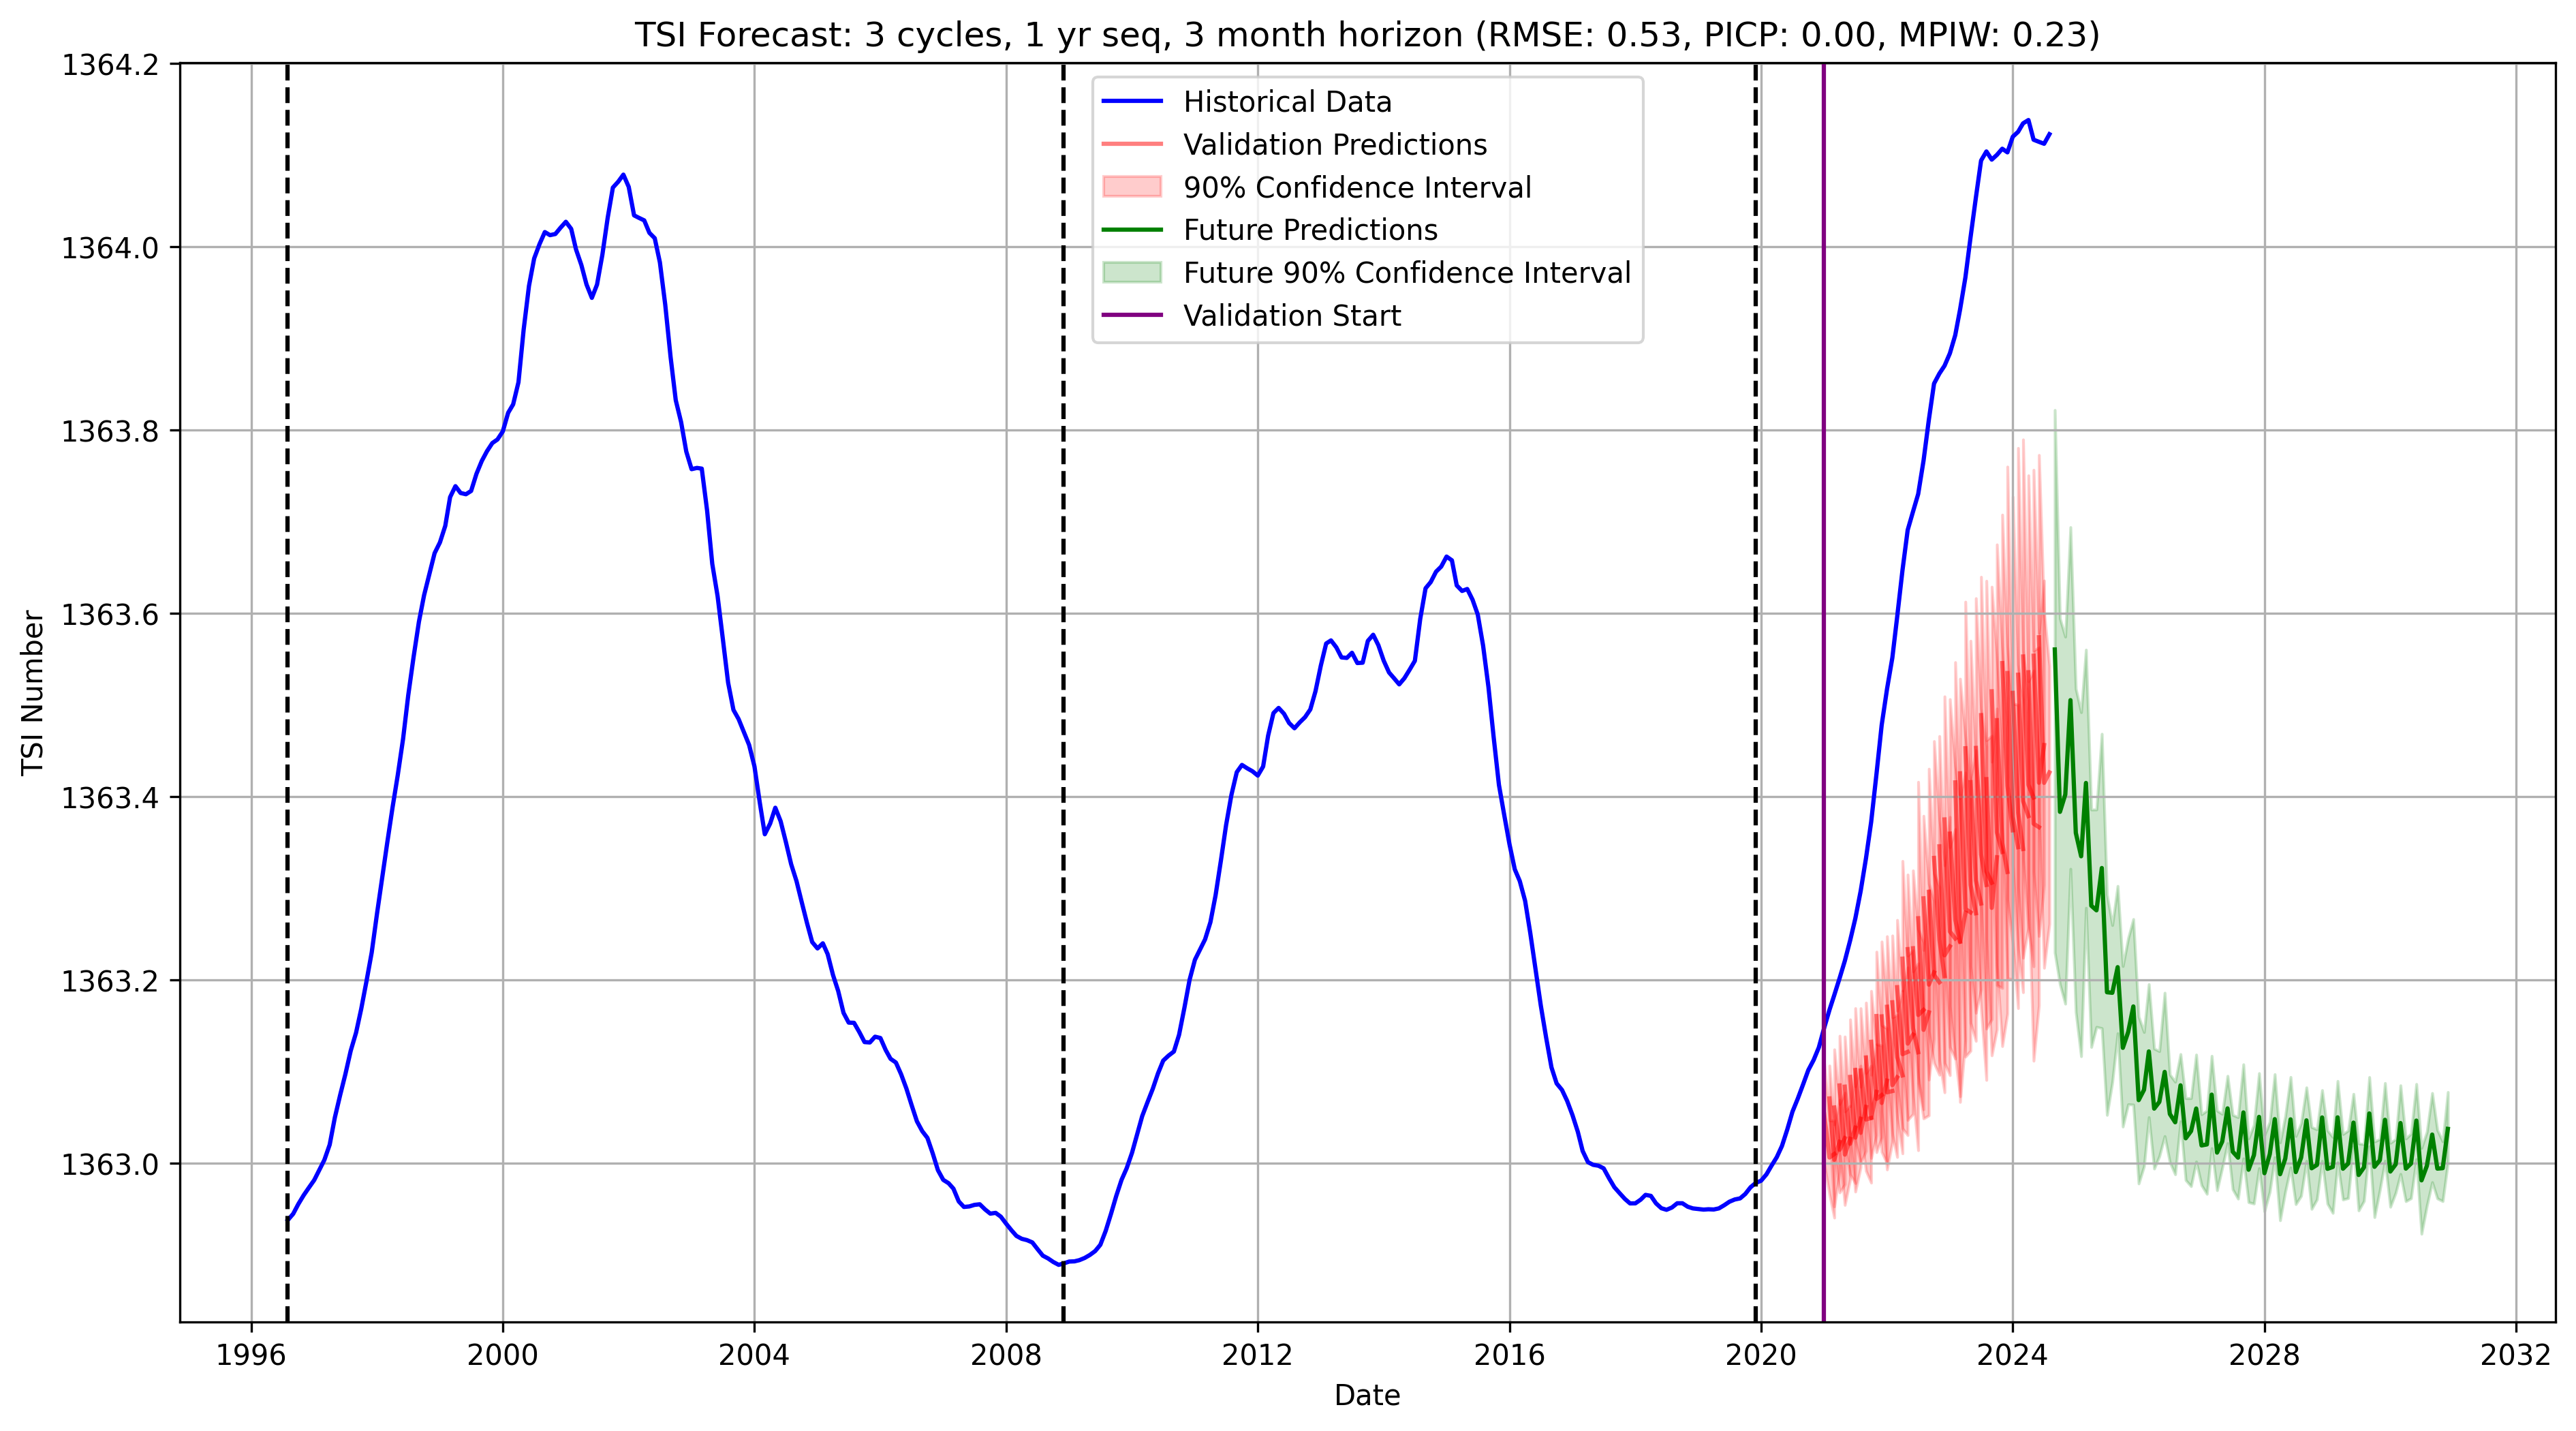 TSI Forecast: 3 cycles, 1 yr seq, 3 month horizon (RMSE: 0.53, PICP: 0.00, MPIW: 0.23)
1364.2
1364.0
1363.8
1363.6
1363.4
1363.2
1363.0
TSI Number
Historical Data
Validation Predictions
90% Confidence Interval
Future Predictions
Future 90% Confidence Interval
Validation Start
1996 2000 2004 2008 2012 2016 2020 2024 2028 2032
Date